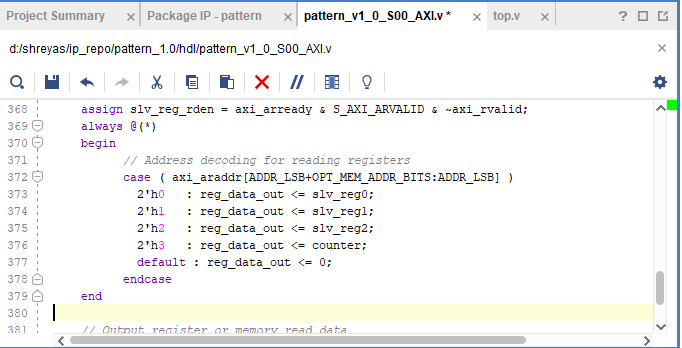 Project Summary × Package IP - pattern × pattern_v1_0_S00_AXI.v * × top.v ×
d:/shreyas/ip_repo/pattern_1.0/hdl/pattern_v1_0_S00_AXI.v
368 assign slv_reg_rden = axi_arready & S_AXI_ARVALID & ~axi_rvalid;
369 always @(*)
370 begin
371 // Address decoding for reading registers
372 case ( axi_araddr[ADDR_LSB+OPT_MEM_ADDR_BITS:ADDR_LSB] )
373 2'h0 : reg_data_out <= slv_reg0;
374 2'h1 : reg_data_out <= slv_reg1;
375 2'h2 : reg_data_out <= slv_reg2;
376 2'h3 : reg_data_out <= counter;
377 default : reg_data_out <= 0;
378 endcase
379 end
380
381 // Output register or memory read data